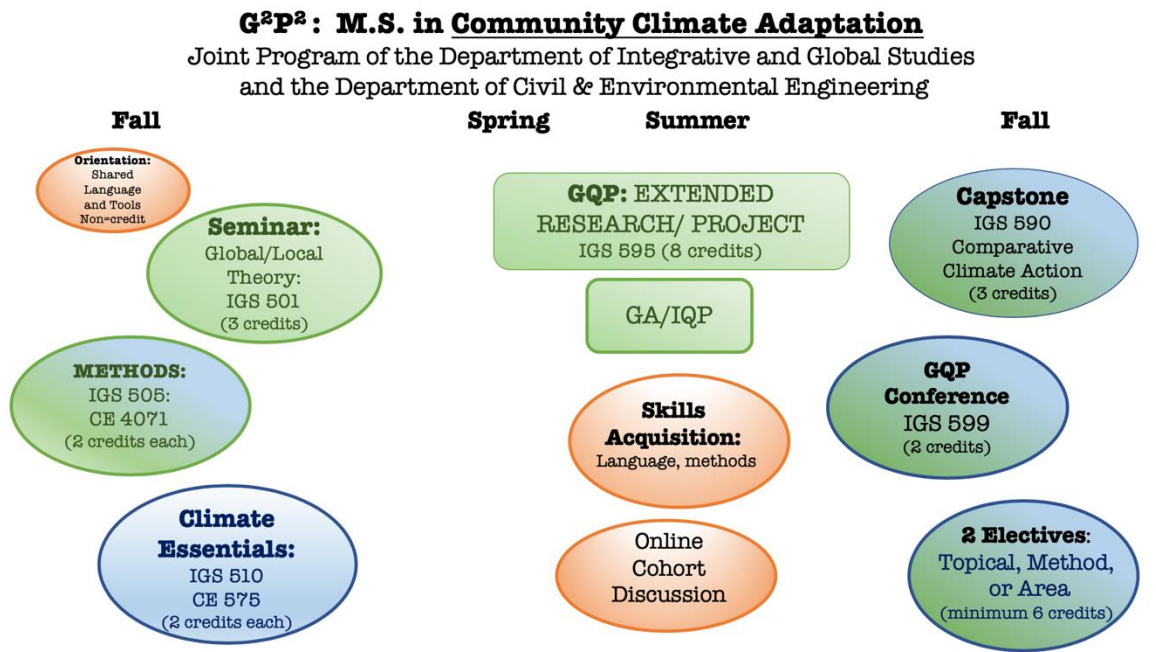 G²P² : M.S. in Community Climate Adaptation
Joint Program of the Department of Integrative and Global Studies
and the Department of Civil & Environmental Engineering
Fall
Spring
Summer
Fall
Orientation:
Shared
Language
and Tools
Non=credit
Seminar:
Global/Local
Theory:
IGS 501
(3 credits)
METHODS:
IGS 505:
CE 4071
(2 credits each)
Climate
Essentials:
IGS 510
CE 575
(2 credits each)
GQP: EXTENDED
RESEARCH/ PROJECT
IGS 595 (8 credits)
GA/IQP
Skills
Acquisition:
Language, methods
Online
Cohort
Discussion
Capstone
IGS 590
Comparative
Climate Action
(3 credits)
GQP
Conference
IGS 599
(2 credits)
2 Electives:
Topical, Method,
or Area
(minimum 6 credits)